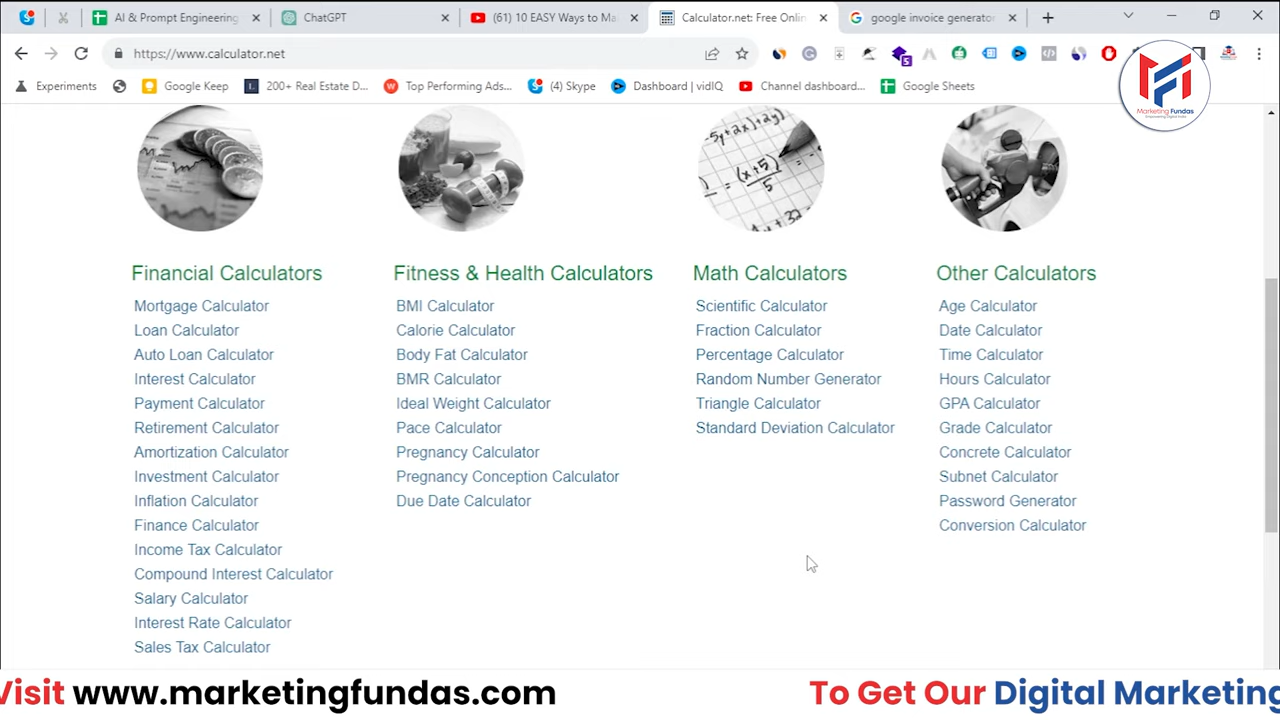 AI & Prompt Engineering
ChatGPT
(61) 10 EASY Ways to Ma
Calculator.net: Free Onlin
google invoice generator
https://www.calculator.net
5
Experiments
Google Keep
200+ Real Estate D...
Top Performing Ads...
(4) Skype
Dashboard | vidIQ
Channel dashboard...
Google Sheets
Marketing Fundas
Financial Calculators
Mortgage Calculator
Loan Calculator
Auto Loan Calculator
Interest Calculator
Payment Calculator
Retirement Calculator
Amortization Calculator
Investment Calculator
Inflation Calculator
Finance Calculator
Income Tax Calculator
Compound Interest Calculator
Salary Calculator
Interest Rate Calculator
Sales Tax Calculator
Fitness & Health Calculators
BMI Calculator
Calorie Calculator
Body Fat Calculator
BMR Calculator
Ideal Weight Calculator
Pace Calculator
Pregnancy Calculator
Pregnancy Conception Calculator
Due Date Calculator
Math Calculators
Scientific Calculator
Fraction Calculator
Percentage Calculator
Random Number Generator
Triangle Calculator
Standard Deviation Calculator
Other Calculators
Age Calculator
Date Calculator
Time Calculator
Hours Calculator
GPA Calculator
Grade Calculator
Concrete Calculator
Subnet Calculator
Password Generator
Conversion Calculator
Visit www.marketingfundas.com To Get Our Digital Marketing